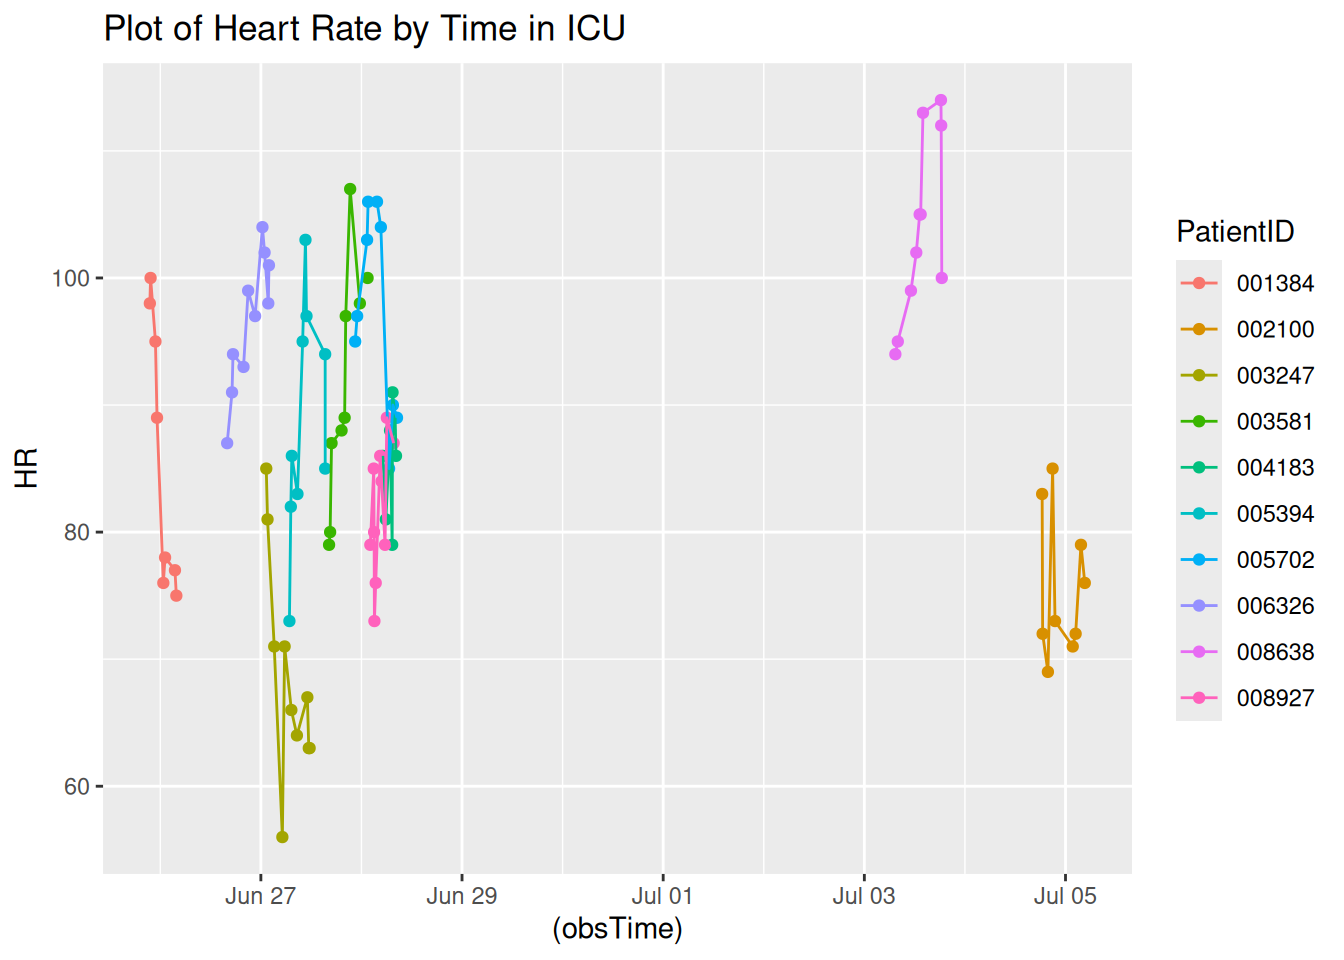 Plot of Heart Rate by Time in ICU
HR
100
80
60
Jun 27 Jun 29 Jul 01 Jul 03 Jul 05
(obsTime)
PatientID
001384
002100
003247
003581
004183
005394
005702
006326
008638
008927